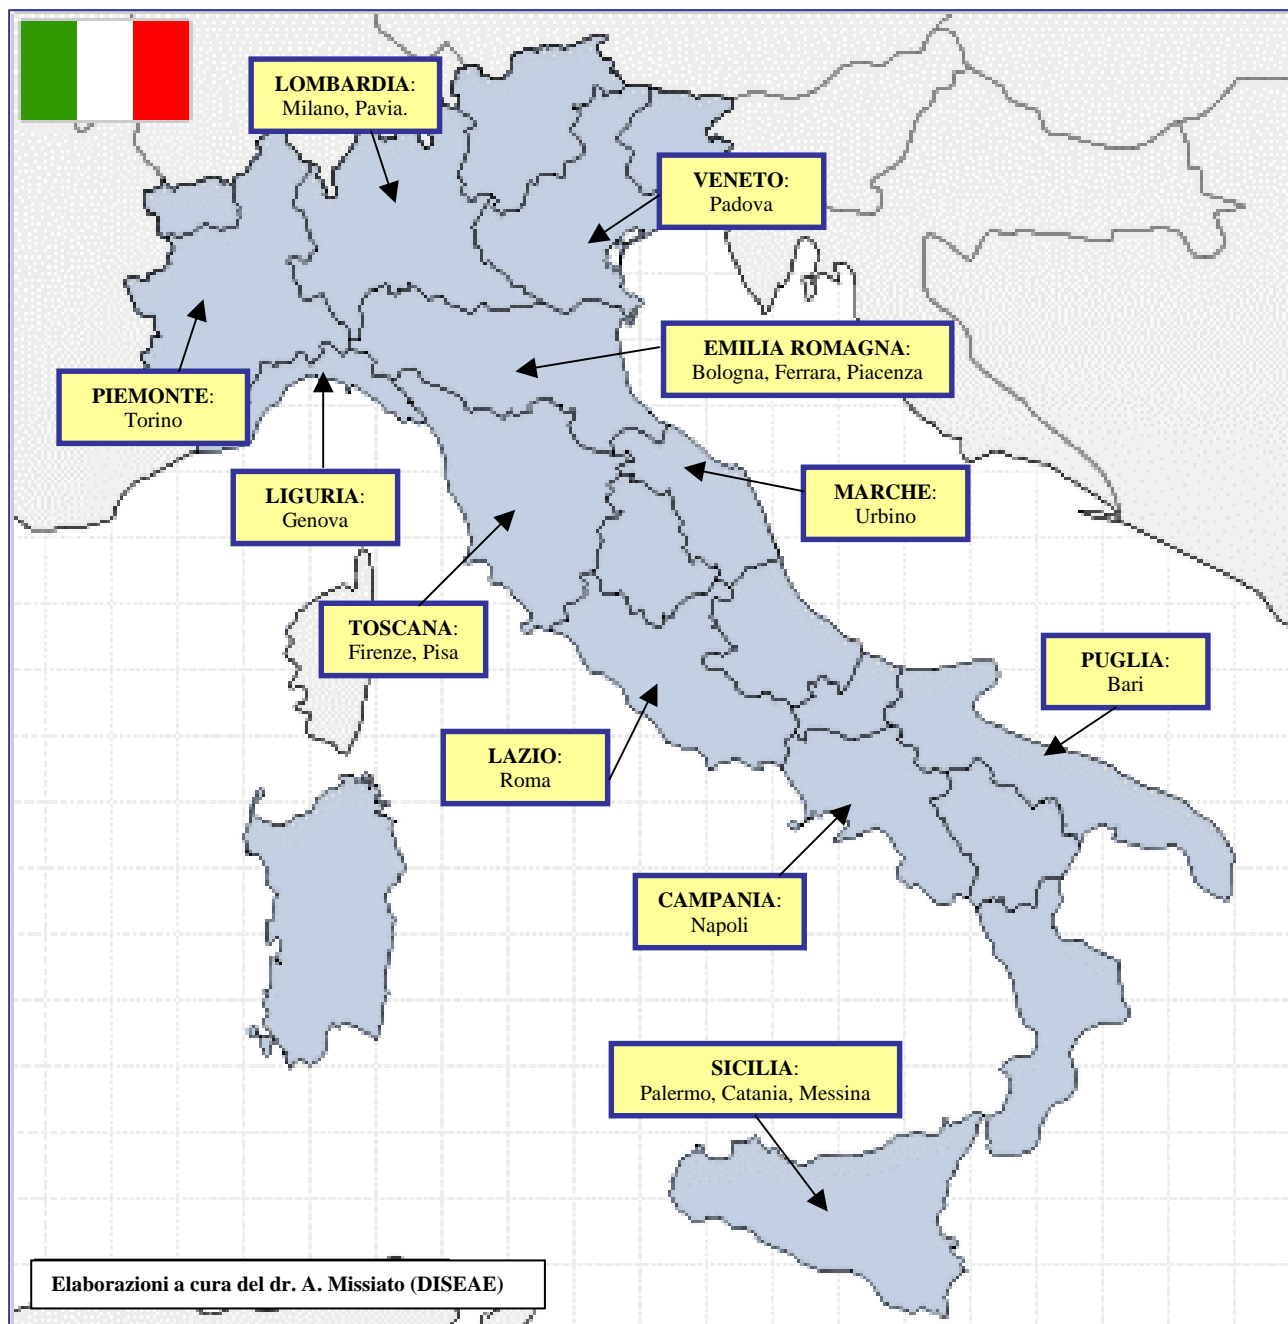 LOMBARDIA:
Milano, Pavia.
VENETO:
Padova
EMILIA ROMAGNA:
Bologna, Ferrara, Piacenza
PIEMONTE:
Torino
LIGURIA:
Genova
MARCHE:
Urbino
TOSCANA:
Firenze, Pisa
PUGLIA:
Bari
LAZIO:
Roma
CAMPANIA:
Napoli
SICILIA:
Palermo, Catania, Messina
Elaborazioni a cura del dr. A. Missiato (DISEAE)